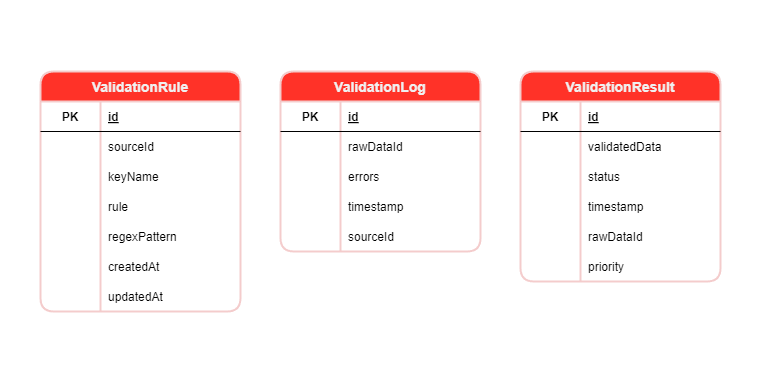 ValidationRule
PK id
sourceId
keyName
rule
regexPattern
createdAt
updatedAt
ValidationLog
PK id
rawDataId
errors
timestamp
sourceId
ValidationResult
PK id
validatedData
status
timestamp
rawDataId
priority